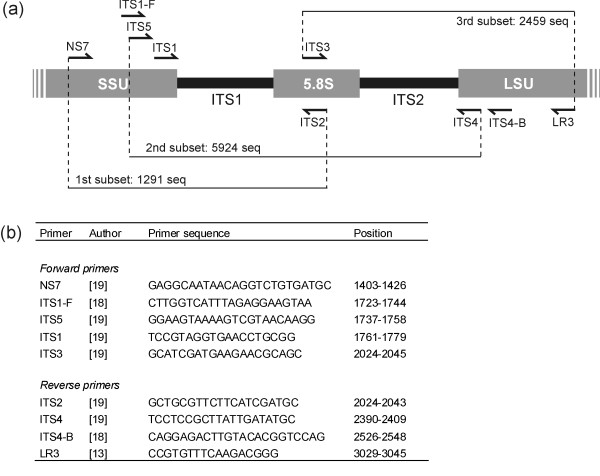 (a)
ITS1-F
ITS5
NS7
ITS1
ITS3
3rd subset: 2459 seq
SSU
5.8S
LSU
ITS1
ITS2
ITS2
ITS4
ITS4-B
LR3
2nd subset: 5924 seq
1st subset: 1291 seq
(b)
Primer Author Primer sequence Position
Forward primers
NS7 [19] GAGGCAATAACAGGTCTGTGATGC 1403-1426
ITS1-F [18] CTTGGTCATTTAGAGGAAGTAA 1723-1744
ITS5 [19] GGAAGTAAAAGTCGTAACAAGG 1737-1758
ITS1 [19] TCCGTAGGTGAACCTGCGG 1761-1779
ITS3 [19] GCATCGATGAAGAACGCAGC 2024-2045
Reverse primers
ITS2 [19] GCTGCGTTCTTCATCGATGC 2024-2043
ITS4 [19] TCCTCCGCTTATTGATATGC 2390-2409
ITS4-B [18] CAGGAGACTTGTACACGGTCCAG 2526-2548
LR3 [13] CCGTGTTTCAAGACGGG 3029-3045